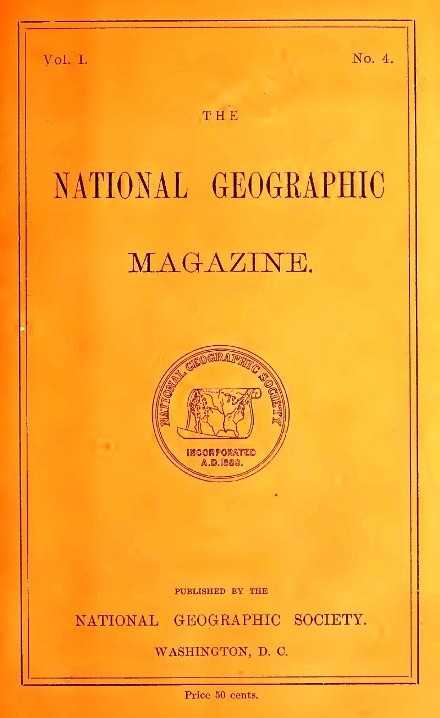 Vol. I. No. 4.
THE
NATIONAL GEOGRAPHIC
MAGAZINE.
NATIONAL GEOGRAPHIC SOCIETY
INCORPORATED
A.D.1888.
PUBLISHED BY THE
NATIONAL GEOGRAPHIC SOCIETY.
WASHINGTON, D. C.
Price 50 cents.